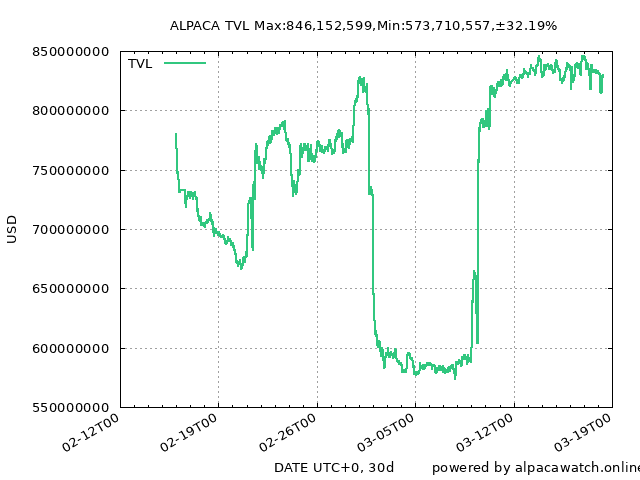 ALPACA TVL Max:846,152,599,Min:573,710,557,±32.19%
TVL
850000000
800000000
750000000
700000000
650000000
600000000
550000000
USD
02-12T00
02-19T00
02-26T00
03-05T00
03-12T00
03-19T00
DATE UTC+0, 30d
powered by alpacawatch.online